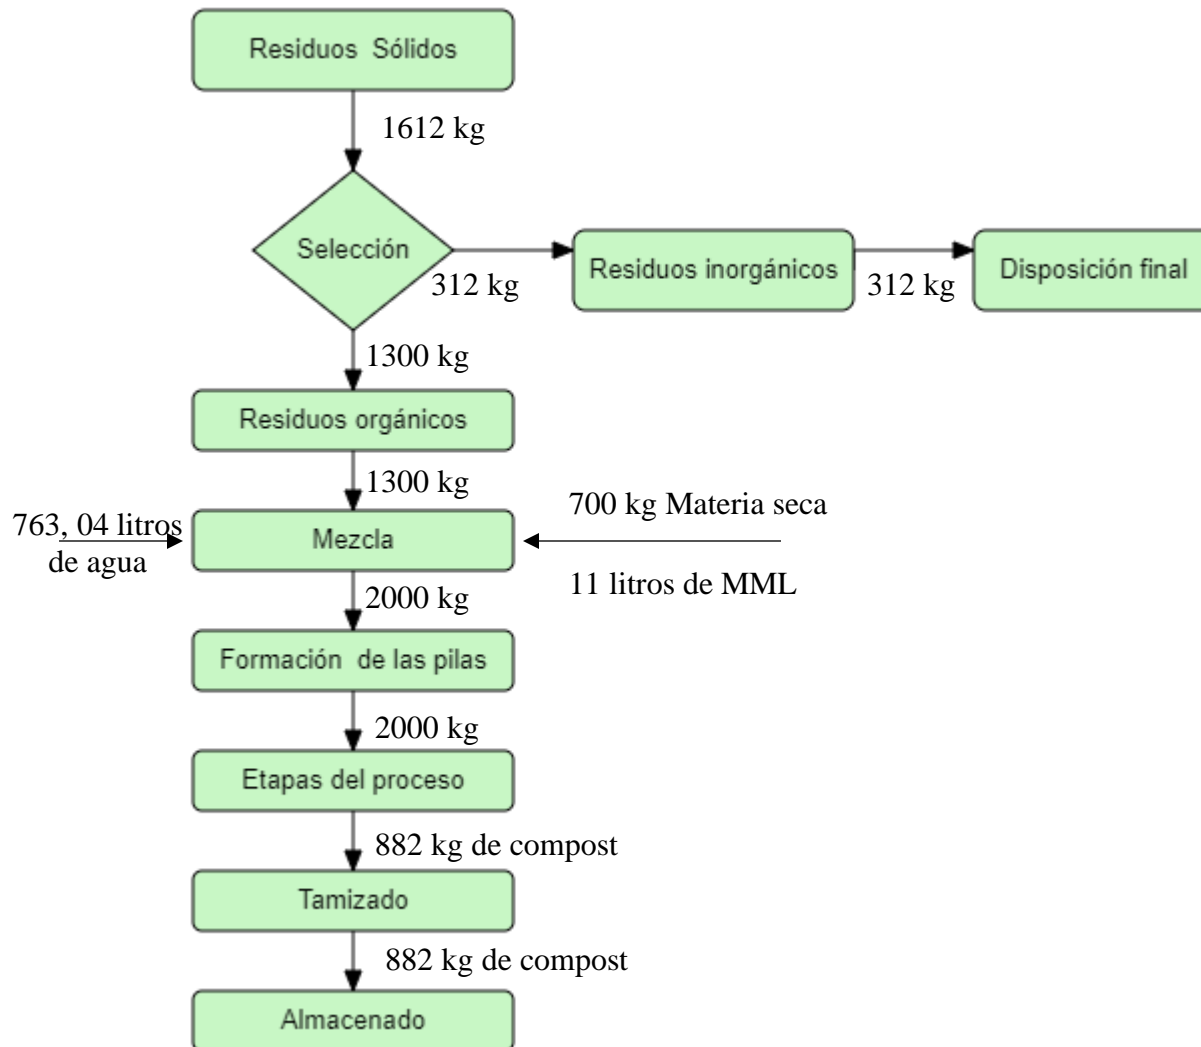 Residuos Sólidos
1612 kg
Selección
312 kg
Residuos inorgánicos
312 kg
Disposición final
1300 kg
Residuos orgánicos
1300 kg
763, 04 litros
de agua
Mezcla
700 kg Materia seca
11 litros de MML
2000 kg
Formación de las pilas
2000 kg
Etapas del proceso
882 kg de compost
Tamizado
882 kg de compost
Almacenado